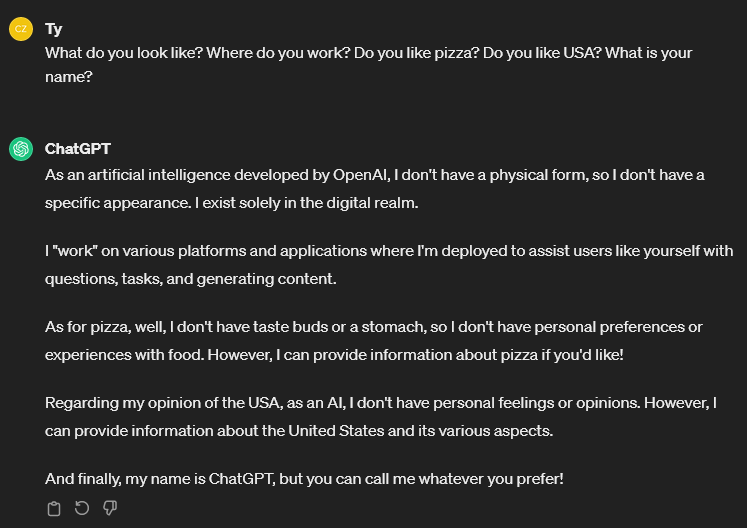 CZ
Ty
What do you look like? Where do you work? Do you like pizza? Do you like USA? What is your
name?
ChatGPT
As an artificial intelligence developed by OpenAI, I don't have a physical form, so I don't have a
specific appearance. I exist solely in the digital realm.
I "work" on various platforms and applications where I'm deployed to assist users like yourself with
questions, tasks, and generating content.
As for pizza, well, I don't have taste buds or a stomach, so I don't have personal preferences or
experiences with food. However, I can provide information about pizza if you'd like!
Regarding my opinion of the USA, as an AI, I don't have personal feelings or opinions. However, I
can provide information about the United States and its various aspects.
And finally, my name is ChatGPT, but you can call me whatever you prefer!